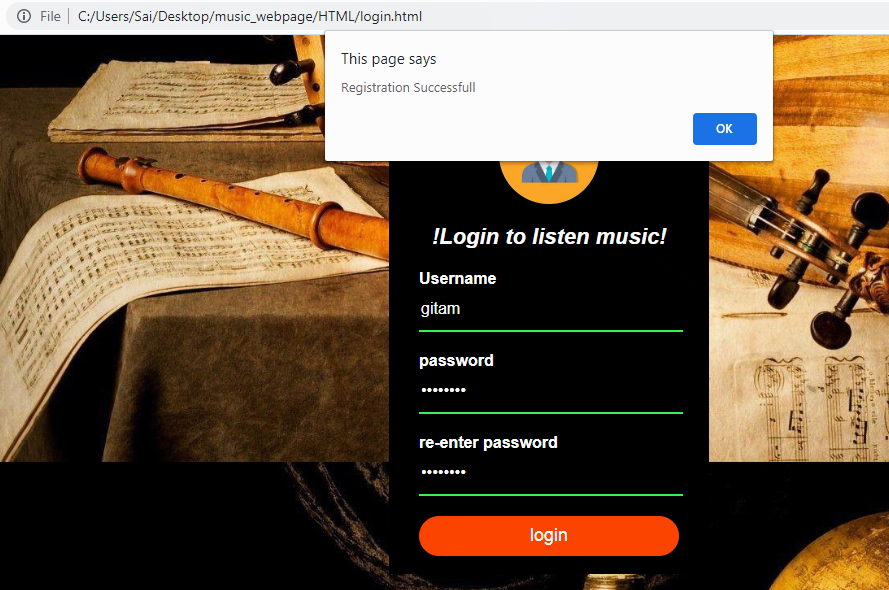 File C:/Users/Sai/Desktop/music_webpage/HTML/login.html
This page says
Registration Successfull
OK
!Login to listen music!
Username
gitam
password
••••••••
re-enter password
••••••••
login